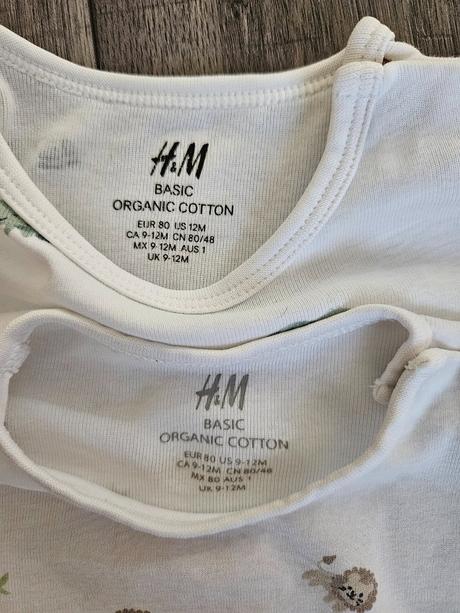 H&M
BASIC
ORGANIC COTTON
EUR 80 US 12M
CA 9-12M CN 80/48
MX 9-12M AUS 1
UK 9-12M
H&M
BASIC
ORGANIC COTTON
EUR 80 US 9-12M
CA 9-12M CN 80/48
MX 80 AUS 1
UK 9-12M